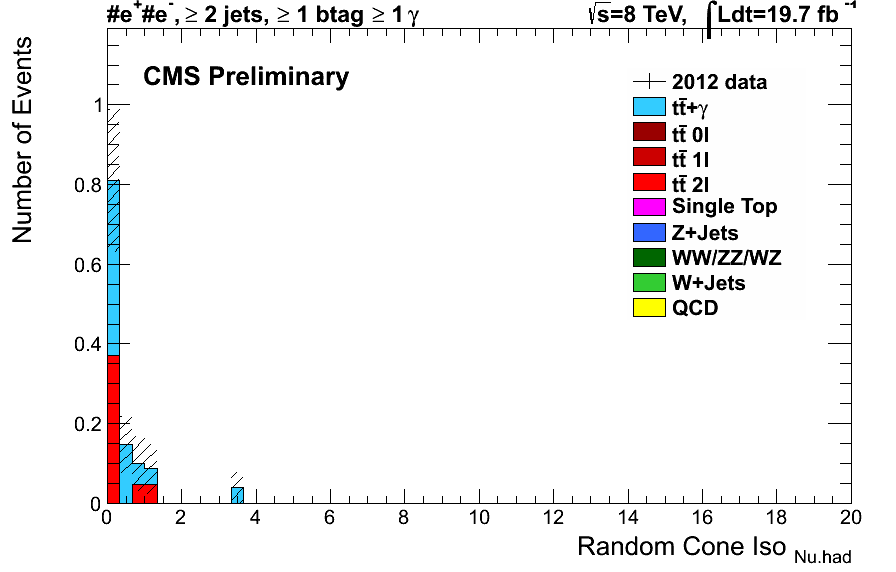 #e⁺#e⁻, ≥ 2 jets, ≥ 1 btag ≥ 1 γ √s=8 TeV, ∫Ldt=19.7 fb⁻¹
CMS Preliminary
Number of Events
2012 data
tt̄+γ
tt̄ 0l
tt̄ 1l
tt̄ 2l
Single Top
Z+Jets
WW/ZZ/WZ
W+Jets
QCD
1
0.8
0.6
0.4
0.2
0
0 2 4 6 8 10 12 14 16 18 20
Random Cone Iso Nu.had